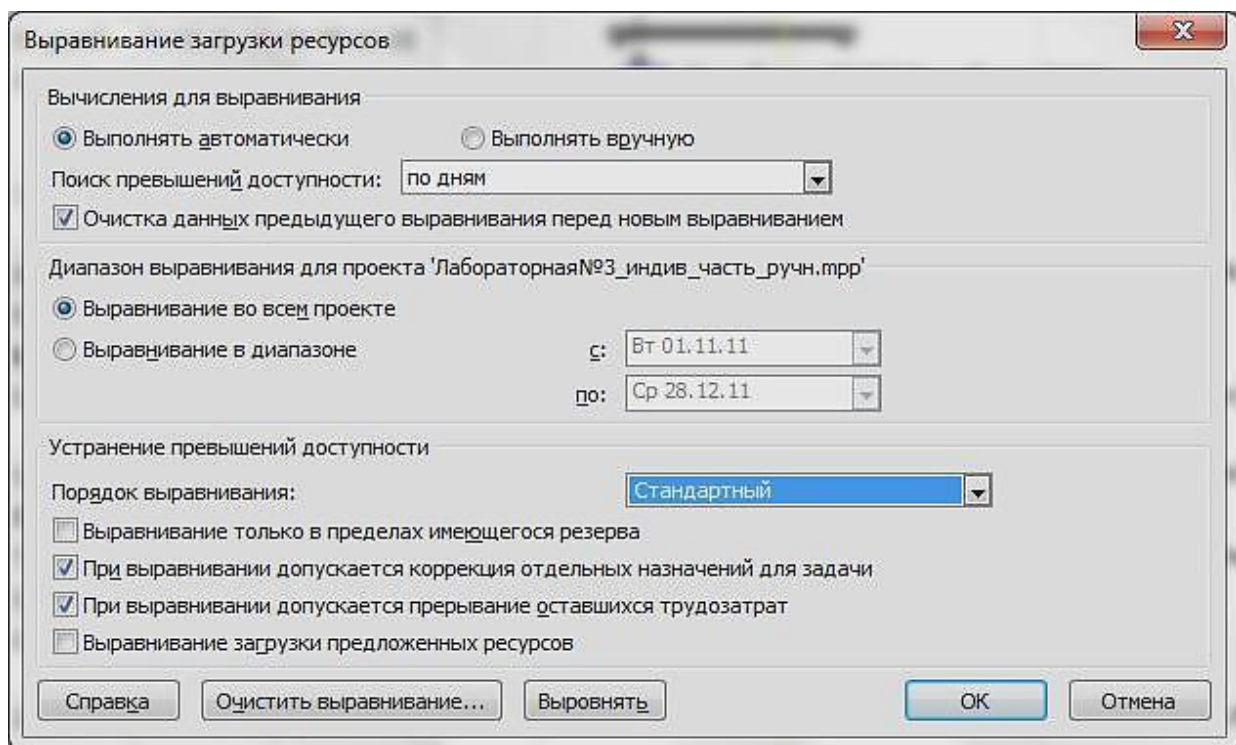 Выравнивание загрузки ресурсов
Вычисления для выравнивания
Выполнять автоматически Выполнять вручную
Поиск превышений доступности: по дням
Очистка данных предыдущего выравнивания перед новым выравниванием
Диапазон выравнивания для проекта 'Лабораторная№3_индив_часть_ручн.mpp'
Выравнивание во всем проекте
Выравнивание в диапазоне с: Вт 01.11.11
по: Ср 28.12.11
Устранение превышений доступности
Порядок выравнивания: Стандартный
Выравнивание только в пределах имеющегося резерва
При выравнивании допускается коррекция отдельных назначений для задачи
При выравнивании допускается прерывание оставшихся трудозатрат
Выравнивание загрузки предложенных ресурсов
Справка Очистить выравнивание... Выровнять ОК Отмена